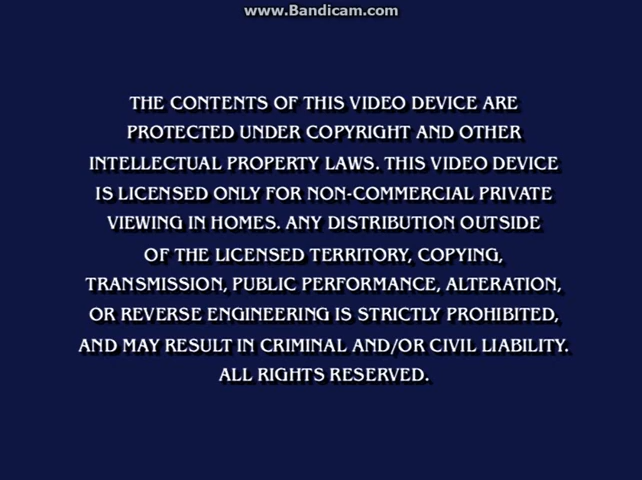 www.Bandicam.com
THE CONTENTS OF THIS VIDEO DEVICE ARE
PROTECTED UNDER COPYRIGHT AND OTHER
INTELLECTUAL PROPERTY LAWS. THIS VIDEO DEVICE
IS LICENSED ONLY FOR NON-COMMERCIAL PRIVATE
VIEWING IN HOMES. ANY DISTRIBUTION OUTSIDE
OF THE LICENSED TERRITORY, COPYING,
TRANSMISSION, PUBLIC PERFORMANCE, ALTERATION,
OR REVERSE ENGINEERING IS STRICTLY PROHIBITED,
AND MAY RESULT IN CRIMINAL AND/OR CIVIL LIABILITY.
ALL RIGHTS RESERVED.